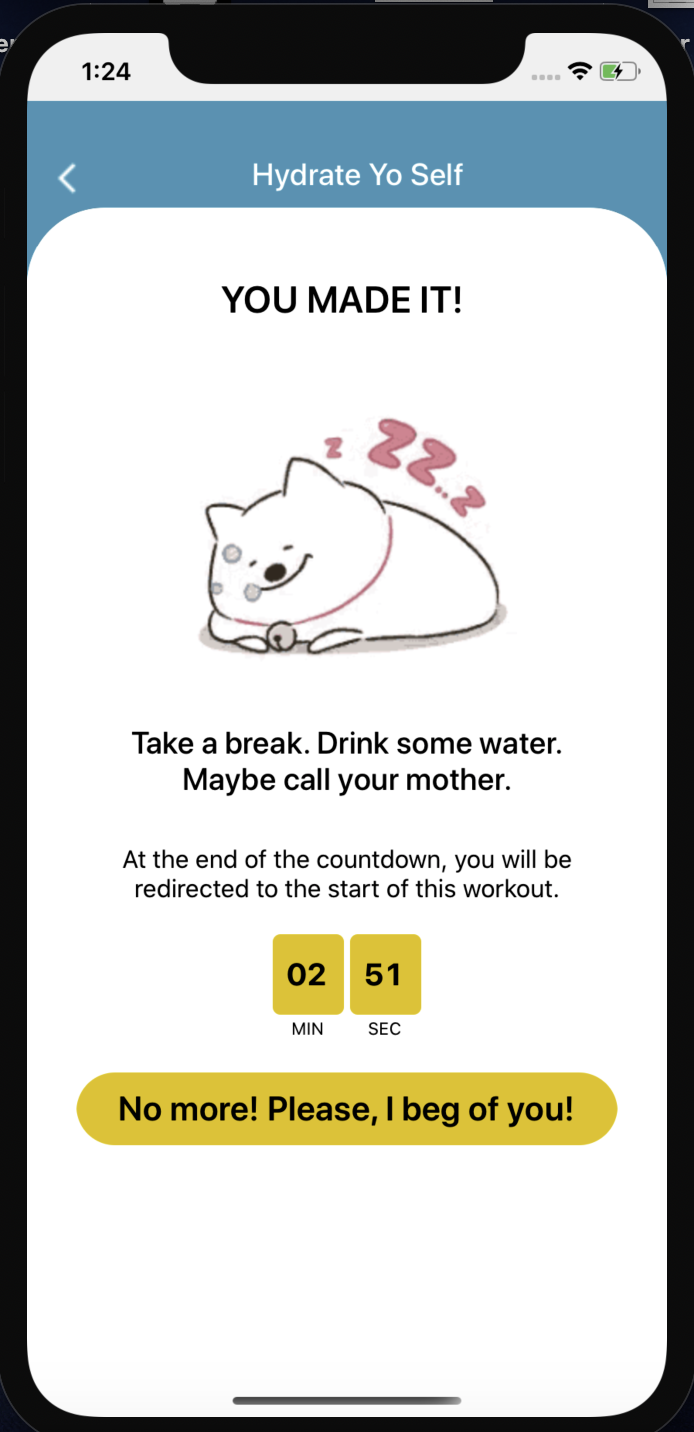 1:24
Hydrate Yo Self
YOU MADE IT!
z zz..z
Take a break. Drink some water.
Maybe call your mother.
At the end of the countdown, you will be
redirected to the start of this workout.
02 51
MIN SEC
No more! Please, I beg of you!